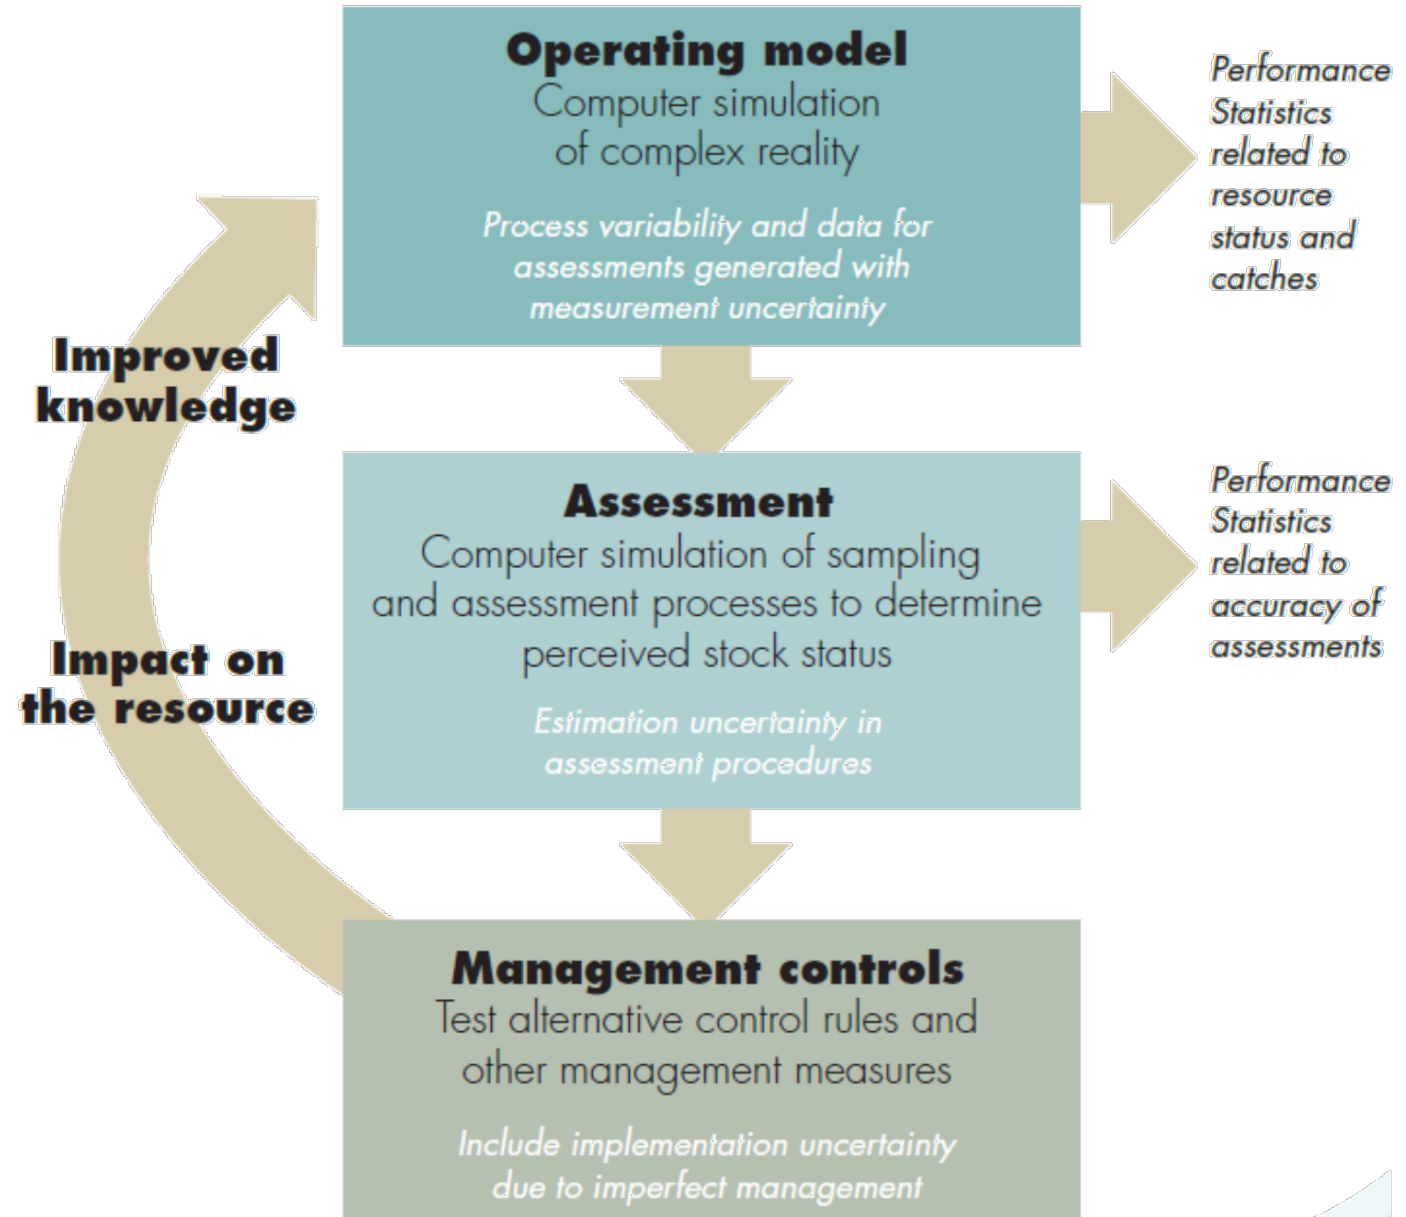 Operating model
Computer simulation
of complex reality
Process variability and data for
assessments generated with
measurement uncertainty
Performance
Statistics
related to
resource
status and
catches
Improved
knowledge
Impact on
the resource
Assessment
Computer simulation of sampling
and assessment processes to determine
perceived stock status
Estimation uncertainty in
assessment procedures
Performance
Statistics
related to
accuracy of
assessments
Management controls
Test alternative control rules and
other management measures
Include implementation uncertainty
due to imperfect management